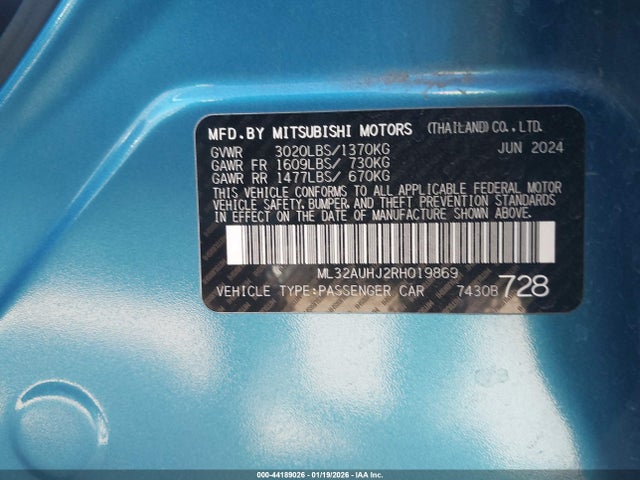 MFD.BY MITSUBISHI MOTORS (THAILAND)CO.,LTD.
GVWR 3020LBS/1370KG JUN 2024
GAWR FR 1609LBS/ 730KG
GAWR RR 1477LBS/ 670KG
THIS VEHICLE CONFORMS TO ALL APPLICABLE FEDERAL MOTOR
VEHICLE SAFETY, BUMPER, AND THEFT PREVENTION STANDARDS
IN EFFECT ON THE DATE OF MANUFACTURE SHOWN ABOVE.
ML32AUHJ2RH019869
VEHICLE TYPE:PASSENGER CAR 7430B 728
000-44189026 - 01/19/2026 - IAA Inc.